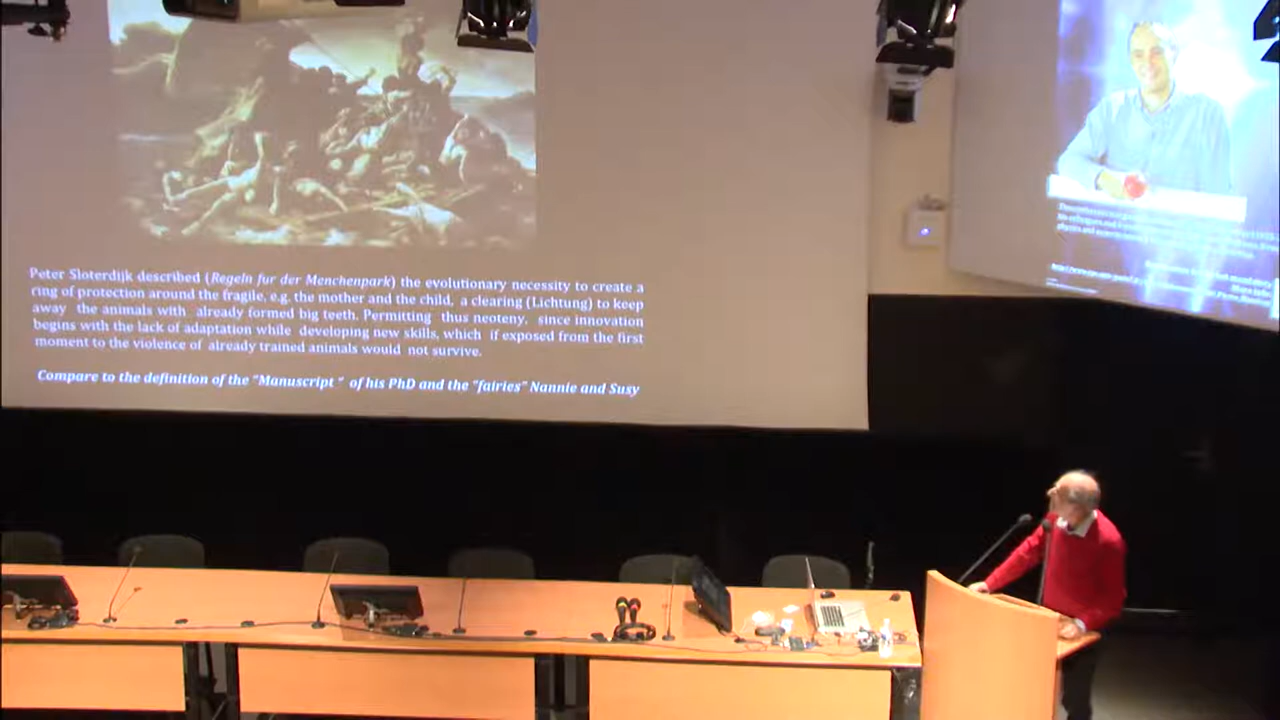 Peter Sloterdijk described (Regeln fur der Menchenpark) the evolutionary necessity to create a
ring of protection around the fragile, e.g. the mother and the child, a clearing (Lichtung) to keep
away the animals with already formed big teeth. Permitting thus neoteny, since innovation
begins with the lack of adaptation while developing new skills, which if exposed from the first
moment to the violence of already trained animals would not survive.
Compare to the definition of the "Manuscript " of his PhD and the "fairies" Nannie and Susy